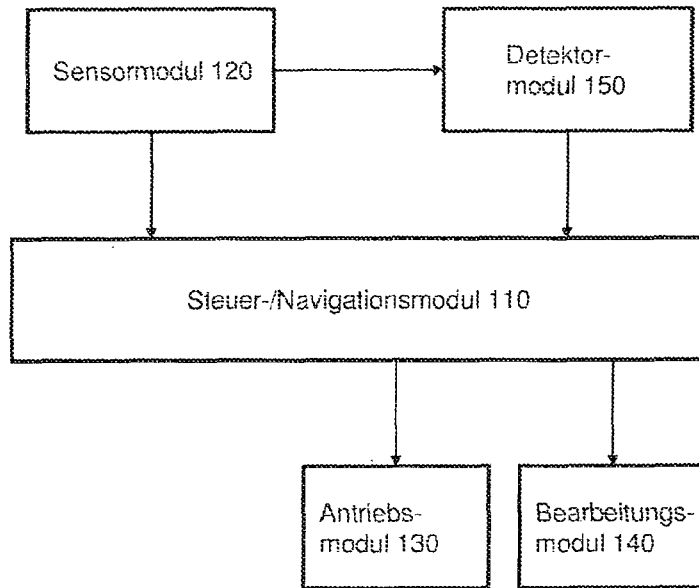 Sensormodul 120
Detektor-
modul 150
Steuer-/Navigationsmodul 110
Antriebs-
modul 130
Bearbeitungs-
modul 140